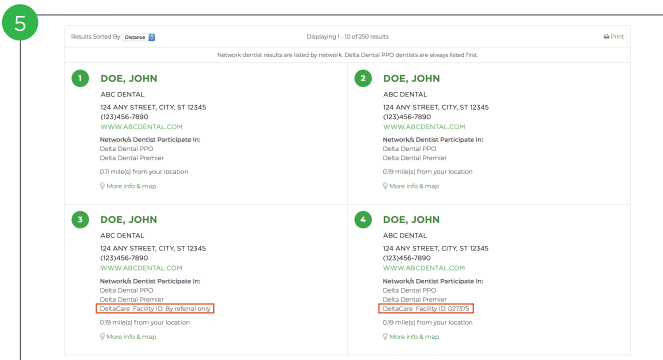 5
Results Sorted By Distance Displaying 1 - 10 of 250 results Print
Network dentist results are listed by network. Delta Dental PPO dentists are always listed first.
1 DOE, JOHN
ABC DENTAL
124 ANY STREET, CITY, ST 12345
(123)456-7890
WWW.ABCDENTAL.COM
Network/s Dentist Participate In:
Delta Dental PPO
Delta Dental Premier
0.11 mile(s) from your location
More info & map
2 DOE, JOHN
ABC DENTAL
124 ANY STREET, CITY, ST 12345
(123)456-7890
WWW.ABCDENTAL.COM
Network/s Dentist Participate In:
Delta Dental PPO
Delta Dental Premier
0.19 mile(s) from your location
More info & map
3 DOE, JOHN
ABC DENTAL
124 ANY STREET, CITY, ST 12345
(123)456-7890
WWW.ABCDENTAL.COM
Network/s Dentist Participate In:
Delta Dental PPO
Delta Dental Premier
DeltaCare Facility ID: By referral only
0.19 mile(s) from your location
More info & map
4 DOE, JOHN
ABC DENTAL
124 ANY STREET, CITY, ST 12345
(123)456-7890
WWW.ABCDENTAL.COM
Network/s Dentist Participate In:
Delta Dental PPO
Delta Dental Premier
DeltaCare Facility ID: 027375
0.19 mile(s) from your location
More info & map